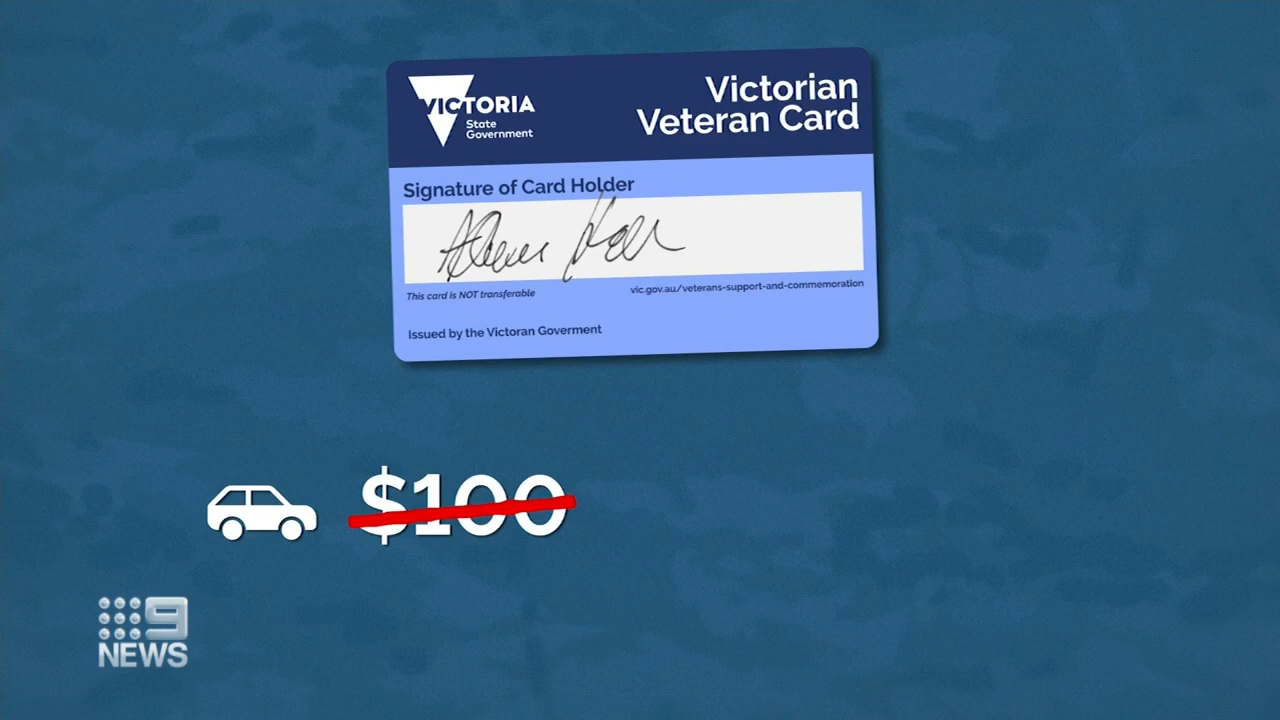 VICTORIA
State
Government
Victorian
Veteran Card
Signature of Card Holder
This card is NOT transferable
vic.gov.au/veterans-support-and-commemoration
Issued by the Victoran Goverment
$100
9
NEWS